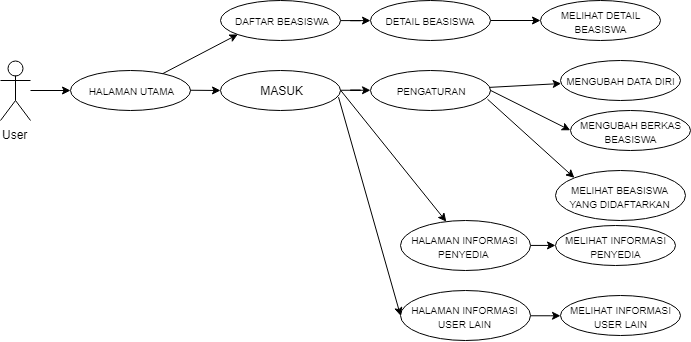 DAFTAR BEASISWA
DETAIL BEASISWA
MELIHAT DETAIL
BEASISWA
User
HALAMAN UTAMA
MASUK
PENGATURAN
MENGUBAH DATA DIRI
MENGUBAH BERKAS
BEASISWA
MELIHAT BEASISWA
YANG DIDAFTARKAN
HALAMAN INFORMASI
PENYEDIA
MELIHAT INFORMASI
PENYEDIA
HALAMAN INFORMASI
USER LAIN
MELIHAT INFORMASI
USER LAIN